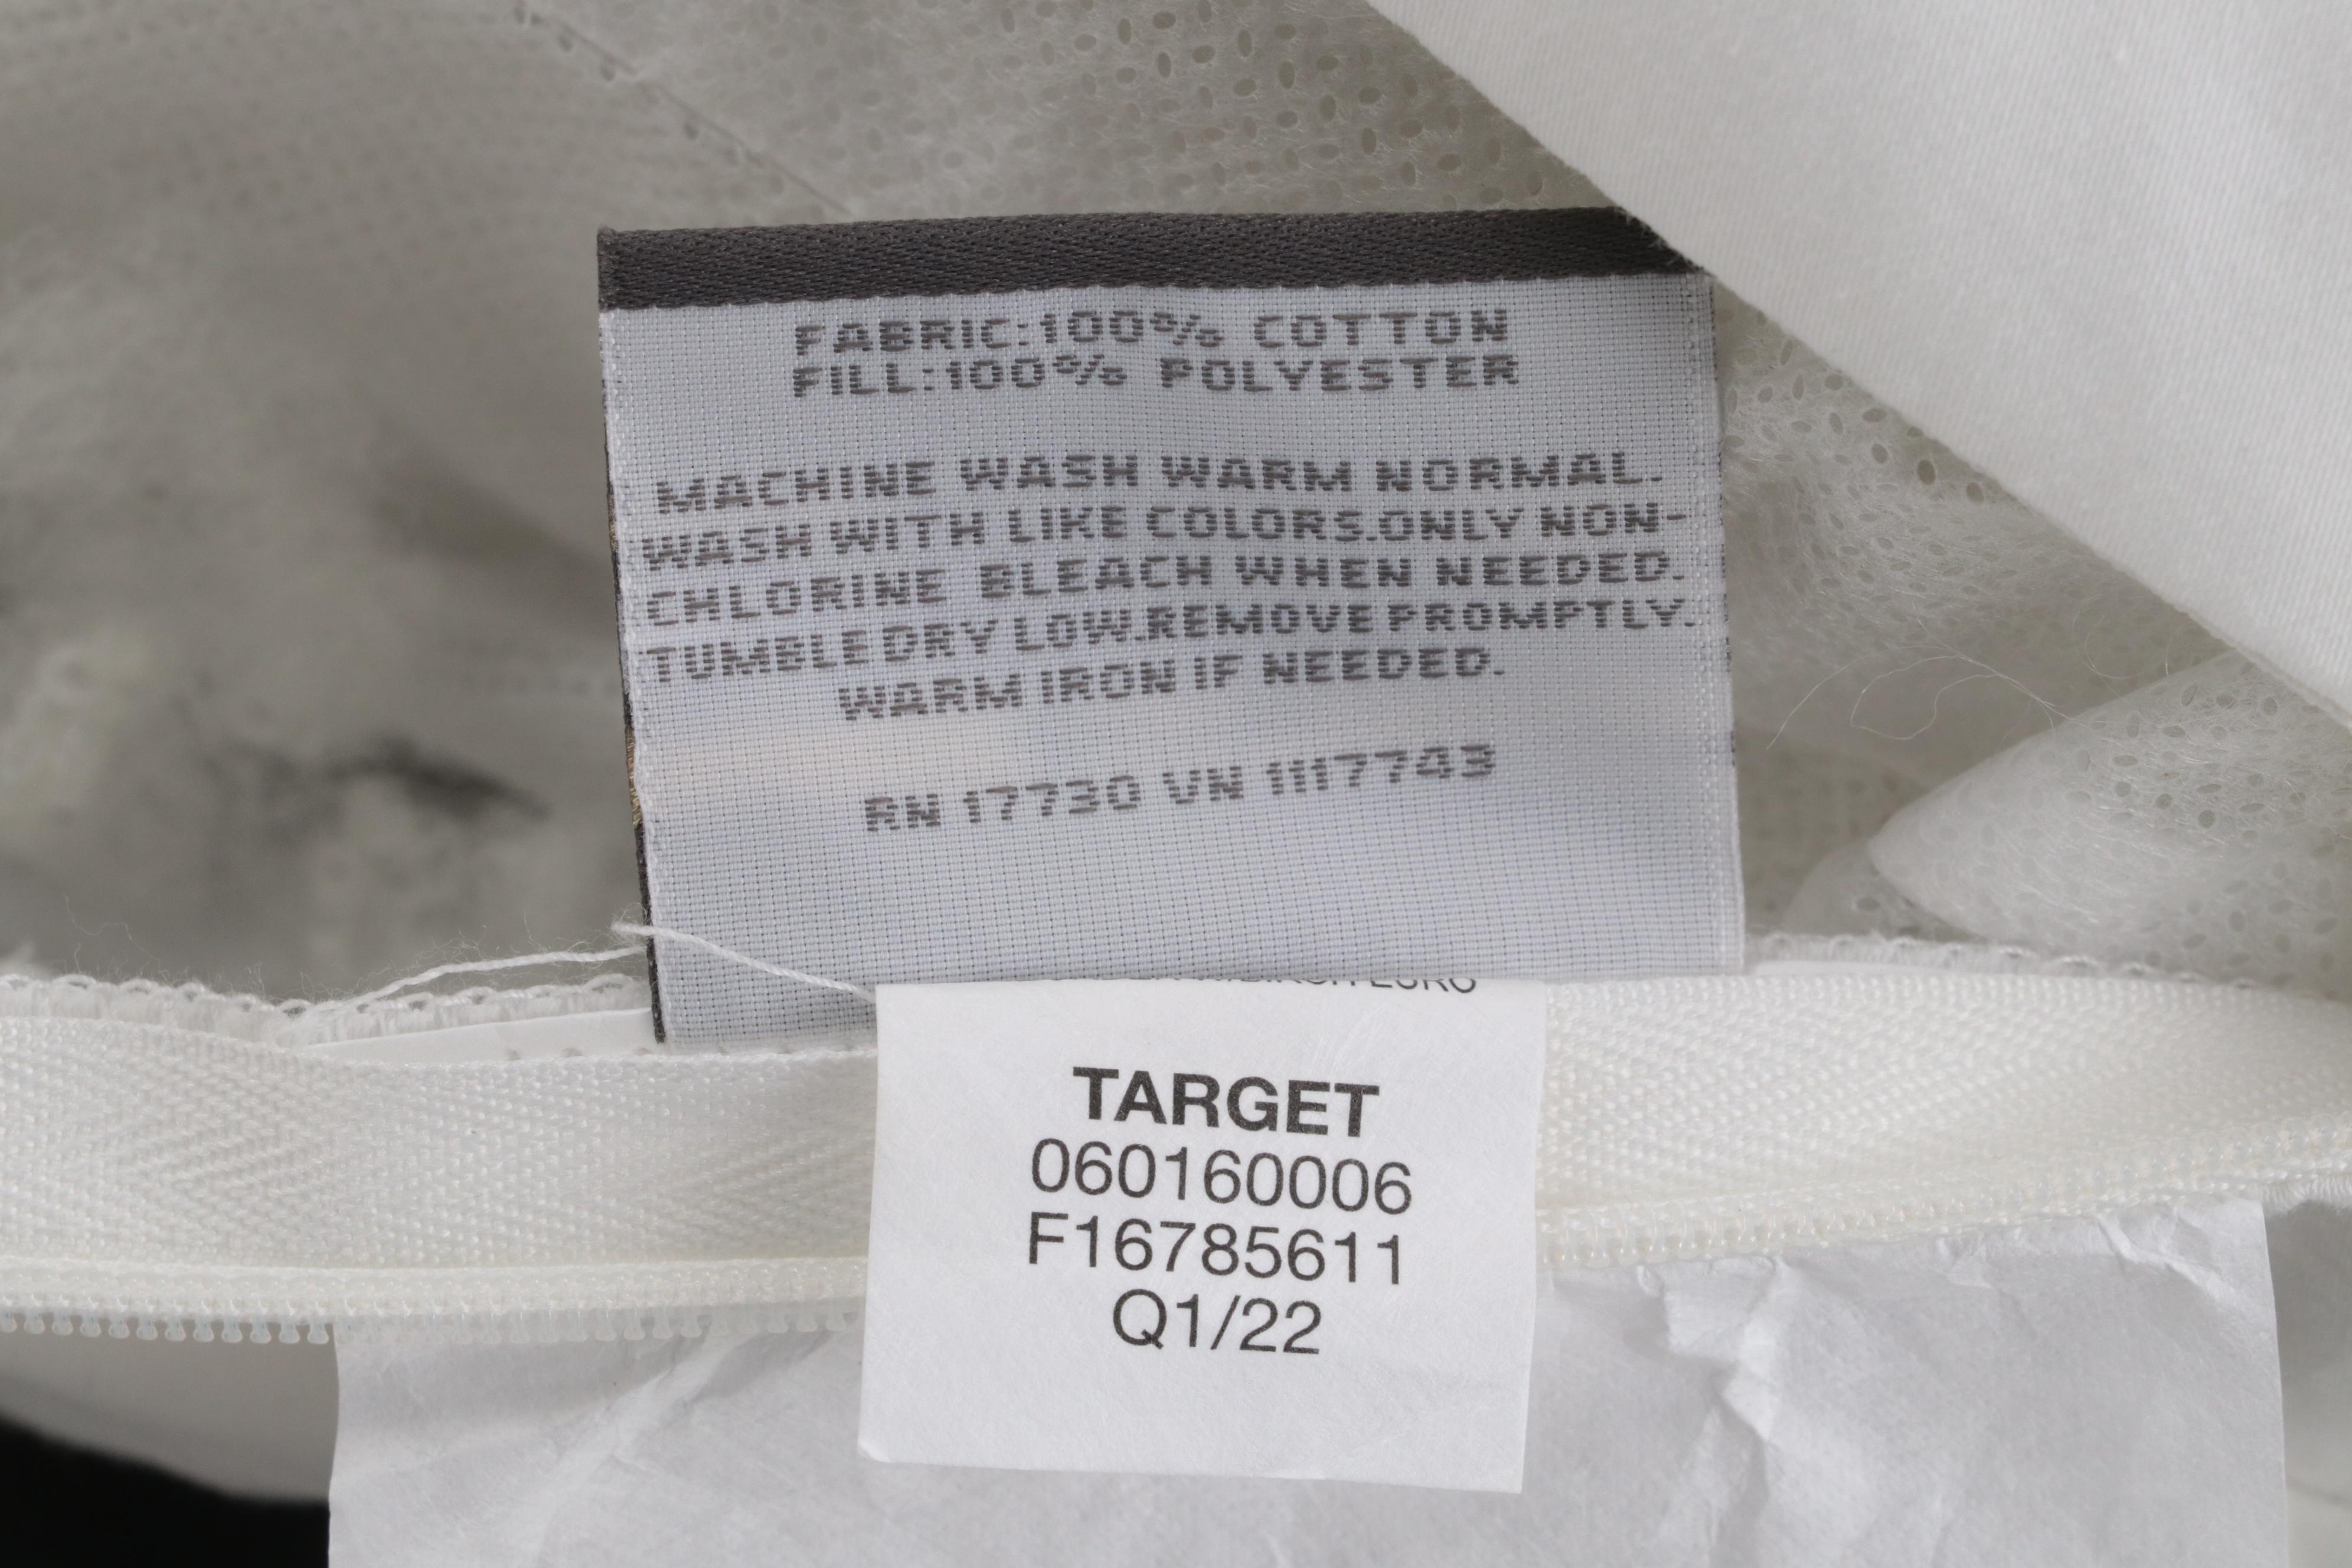 FABRIC:100% COTTON
FILL:100% POLYESTER
MACHINE WASH WARM NORMAL.
WASH WITH LIKE COLORS.ONLY NON-
CHLORINE BLEACH WHEN NEEDED.
TUMBLE DRY LOW.REMOVE PROMPTLY.
WARM IRON IF NEEDED.
RN 17730 VN 1117743
EURO
TARGET
060160006
F16785611
Q1/22